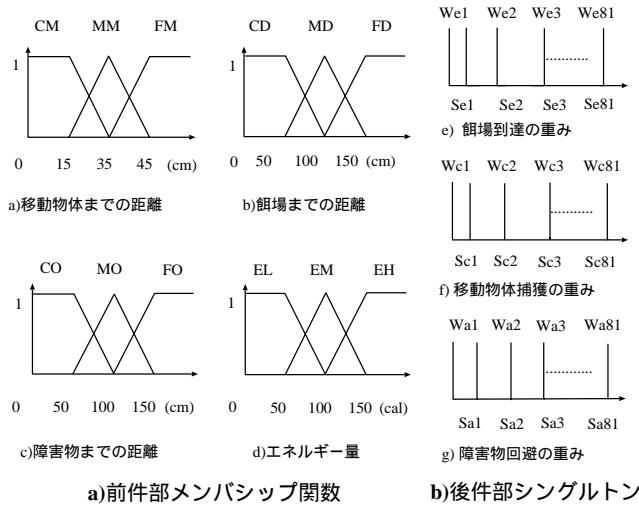 CM MM FM
1
0 15 35 45 (cm)
a)移動物体までの距離
CD MD FD
1
0 50 100 150 (cm)
b)餌場までの距離
CO MO FO
1
0 50 100 150 (cm)
c)障害物までの距離
EL EM EH
1
0 50 100 150 (cal)
d)エネルギー量
a)前件部メンバシップ関数
We1 We2 We3 We81
Se1 Se2 Se3 Se81
e) 餌場到達の重み
Wc1 Wc2 Wc3 Wc81
Sc1 Sc2 Sc3 Sc81
f) 移動物体捕獲の重み
Wa1 Wa2 Wa3 Wa81
Sa1 Sa2 Sa3 Sa81
g) 障害物回避の重み
b)後件部シングルトン